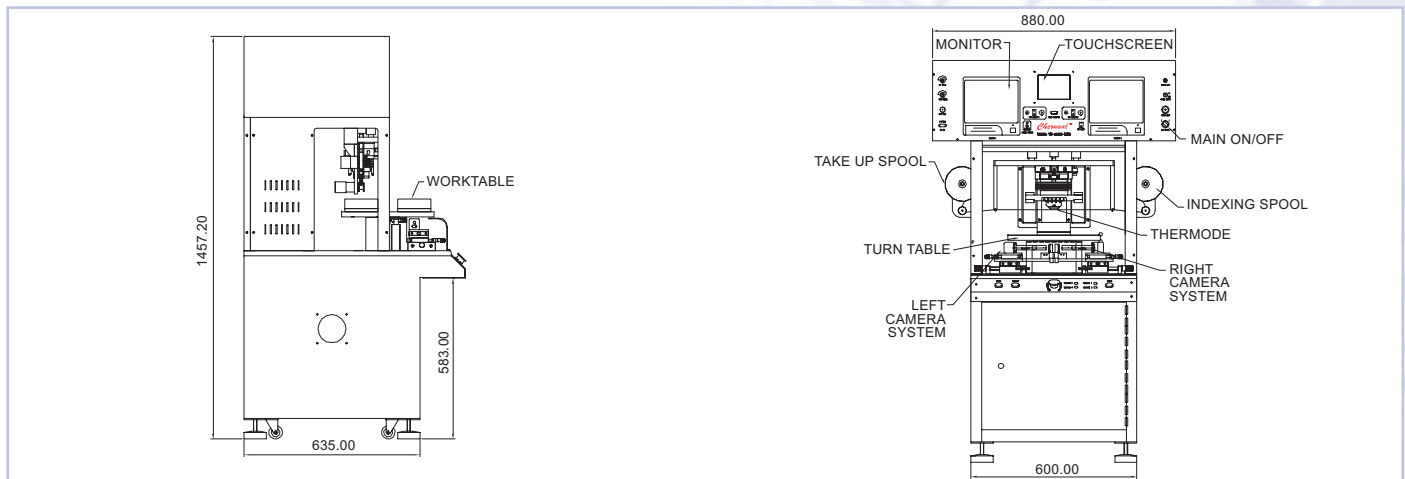 1457.20
WORKTABLE
583.00
635.00
880.00
MONITOR
TOUCHSCREEN
MAIN ON/OFF
TAKE UP SPOOL
INDEXING SPOOL
THERMODE
TURN TABLE
RIGHT
CAMERA
SYSTEM
LEFT
CAMERA
SYSTEM
600.00